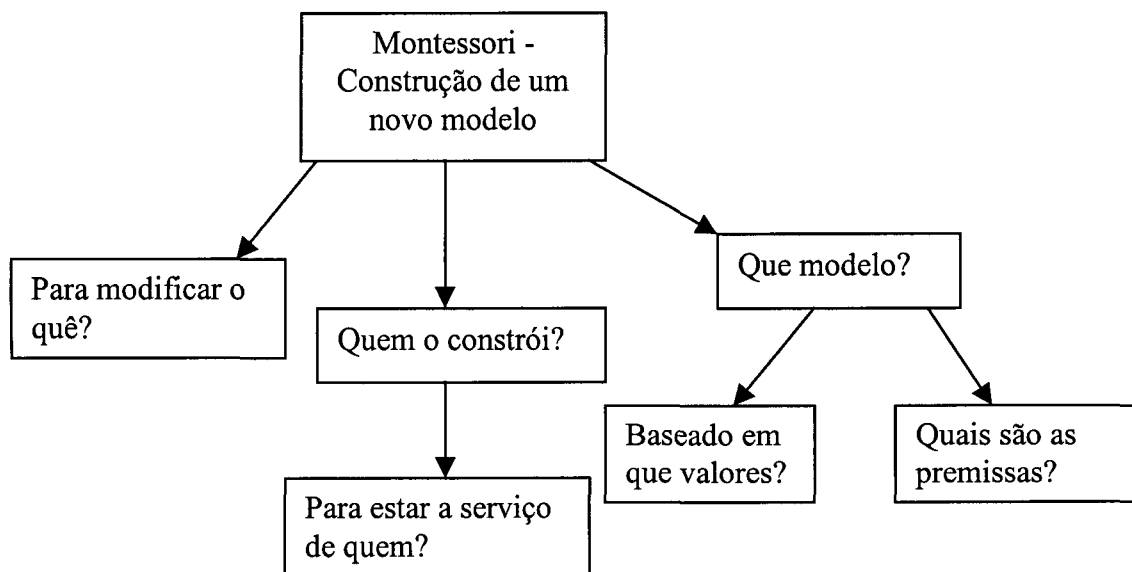 Montessori -
Construção de um
novo modelo
Para modificar o
quê?
Quem o constrói?
Que modelo?
Para estar a serviço
de quem?
Baseado em
que valores?
Quais são as
premissas?